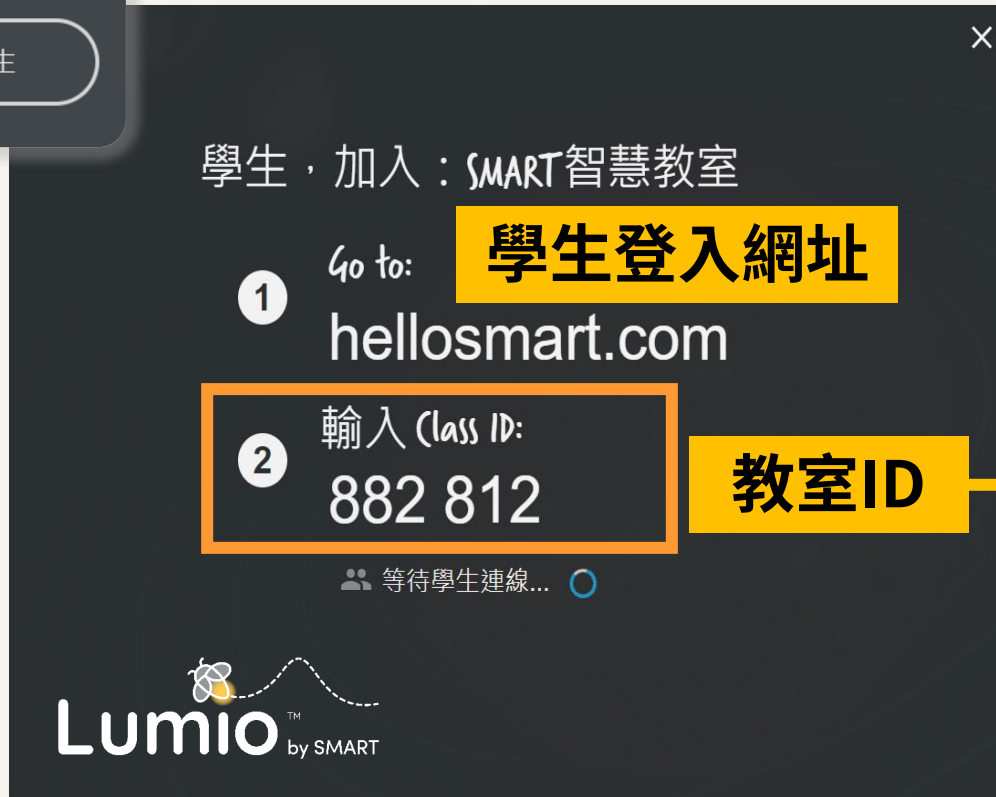 生
×
學生，加入：SMART智慧教室
Go to:
學生登入網址
1
hellosmart.com
輸入 Class ID:
2
882 812
教室ID
等待學生連線...
Lumio™
by SMART